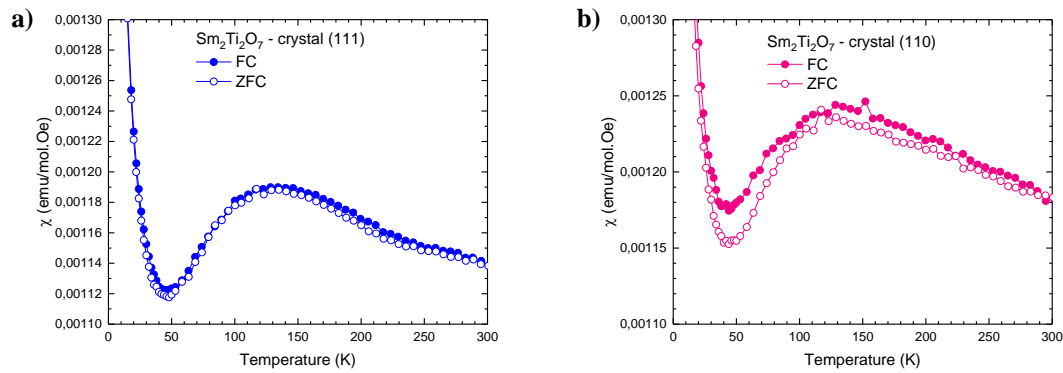 a)
Sm₂Ti₂O₇ - crystal (111)
FC
ZFC
0,00130
0,00128
0,00126
0,00124
0,00122
0,00120
0,00118
0,00116
0,00114
0,00112
0,00110
χ (emu/mol.Oe)
0 50 100 150 200 250 300
Temperature (K)
b)
Sm₂Ti₂O₇ - crystal (110)
FC
ZFC
0,00130
0,00125
0,00120
0,00115
0,00110
χ (emu/mol.Oe)
0 50 100 150 200 250 300
Temperature (K)